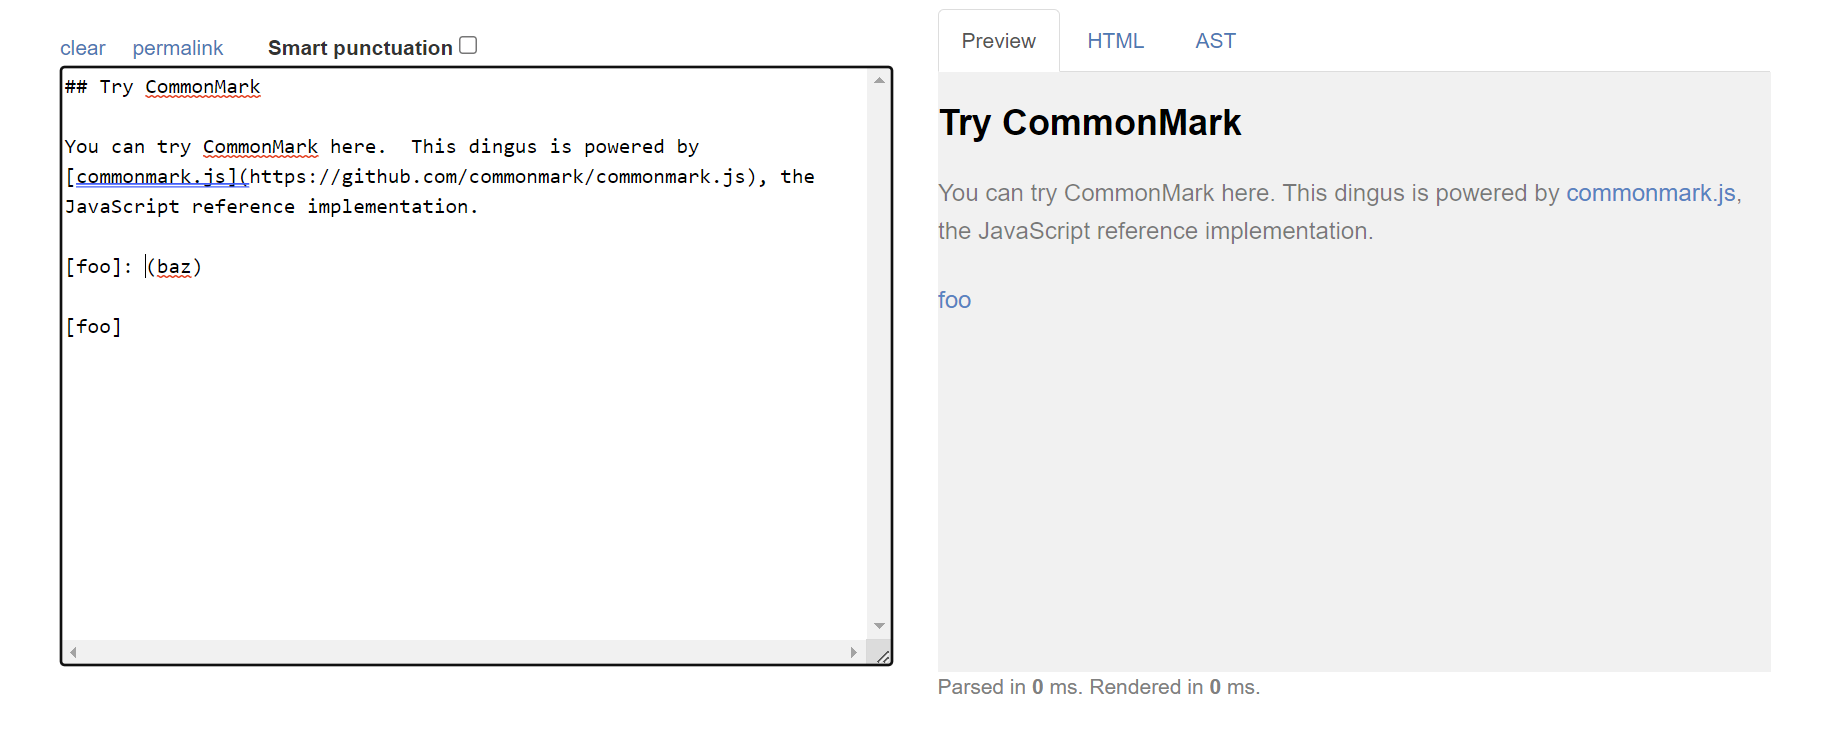 clear permalink Smart punctuation
## Try CommonMark
You can try CommonMark here.  This dingus is powered by
[commonmark.js](https://github.com/commonmark/commonmark.js), the
JavaScript reference implementation.
[foo]: (baz)
[foo]
Preview HTML AST
Try CommonMark
You can try CommonMark here. This dingus is powered by commonmark.js,
the JavaScript reference implementation.
foo
Parsed in 0 ms. Rendered in 0 ms.